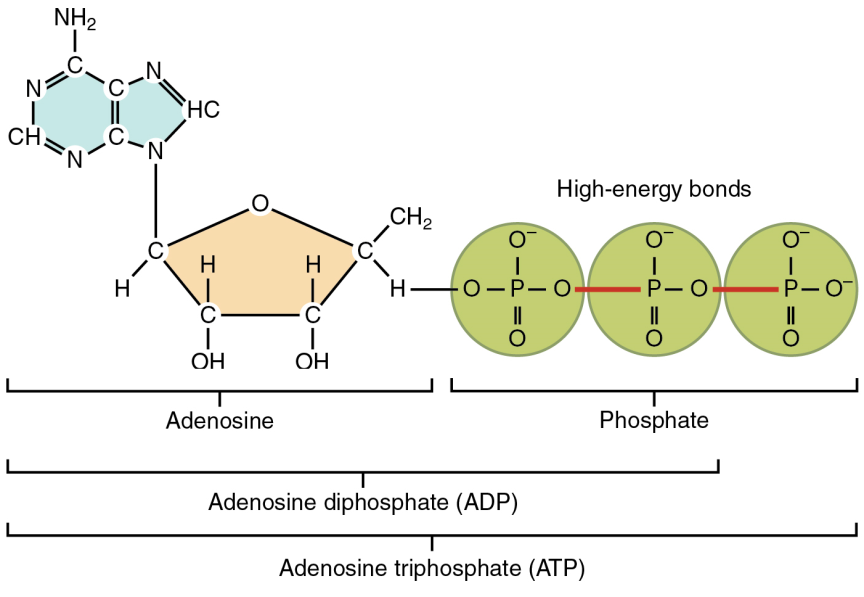 NH2
N
C
C
N
HC
CH
N
C
N
High-energy bonds
O
CH2
C
C
H
H
H
H
C
C
OH
OH
O−
O−
O−
O
P
O
P
O
P
O−
O
O
O
Adenosine
Phosphate
Adenosine diphosphate (ADP)
Adenosine triphosphate (ATP)